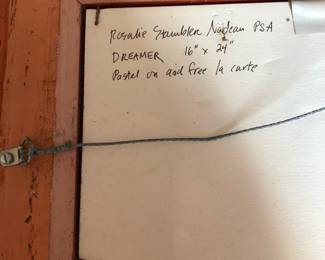 Rosalie Stambler Nadeau PSA
DREAMER 16" x 24"
Pastel on acid free la carte